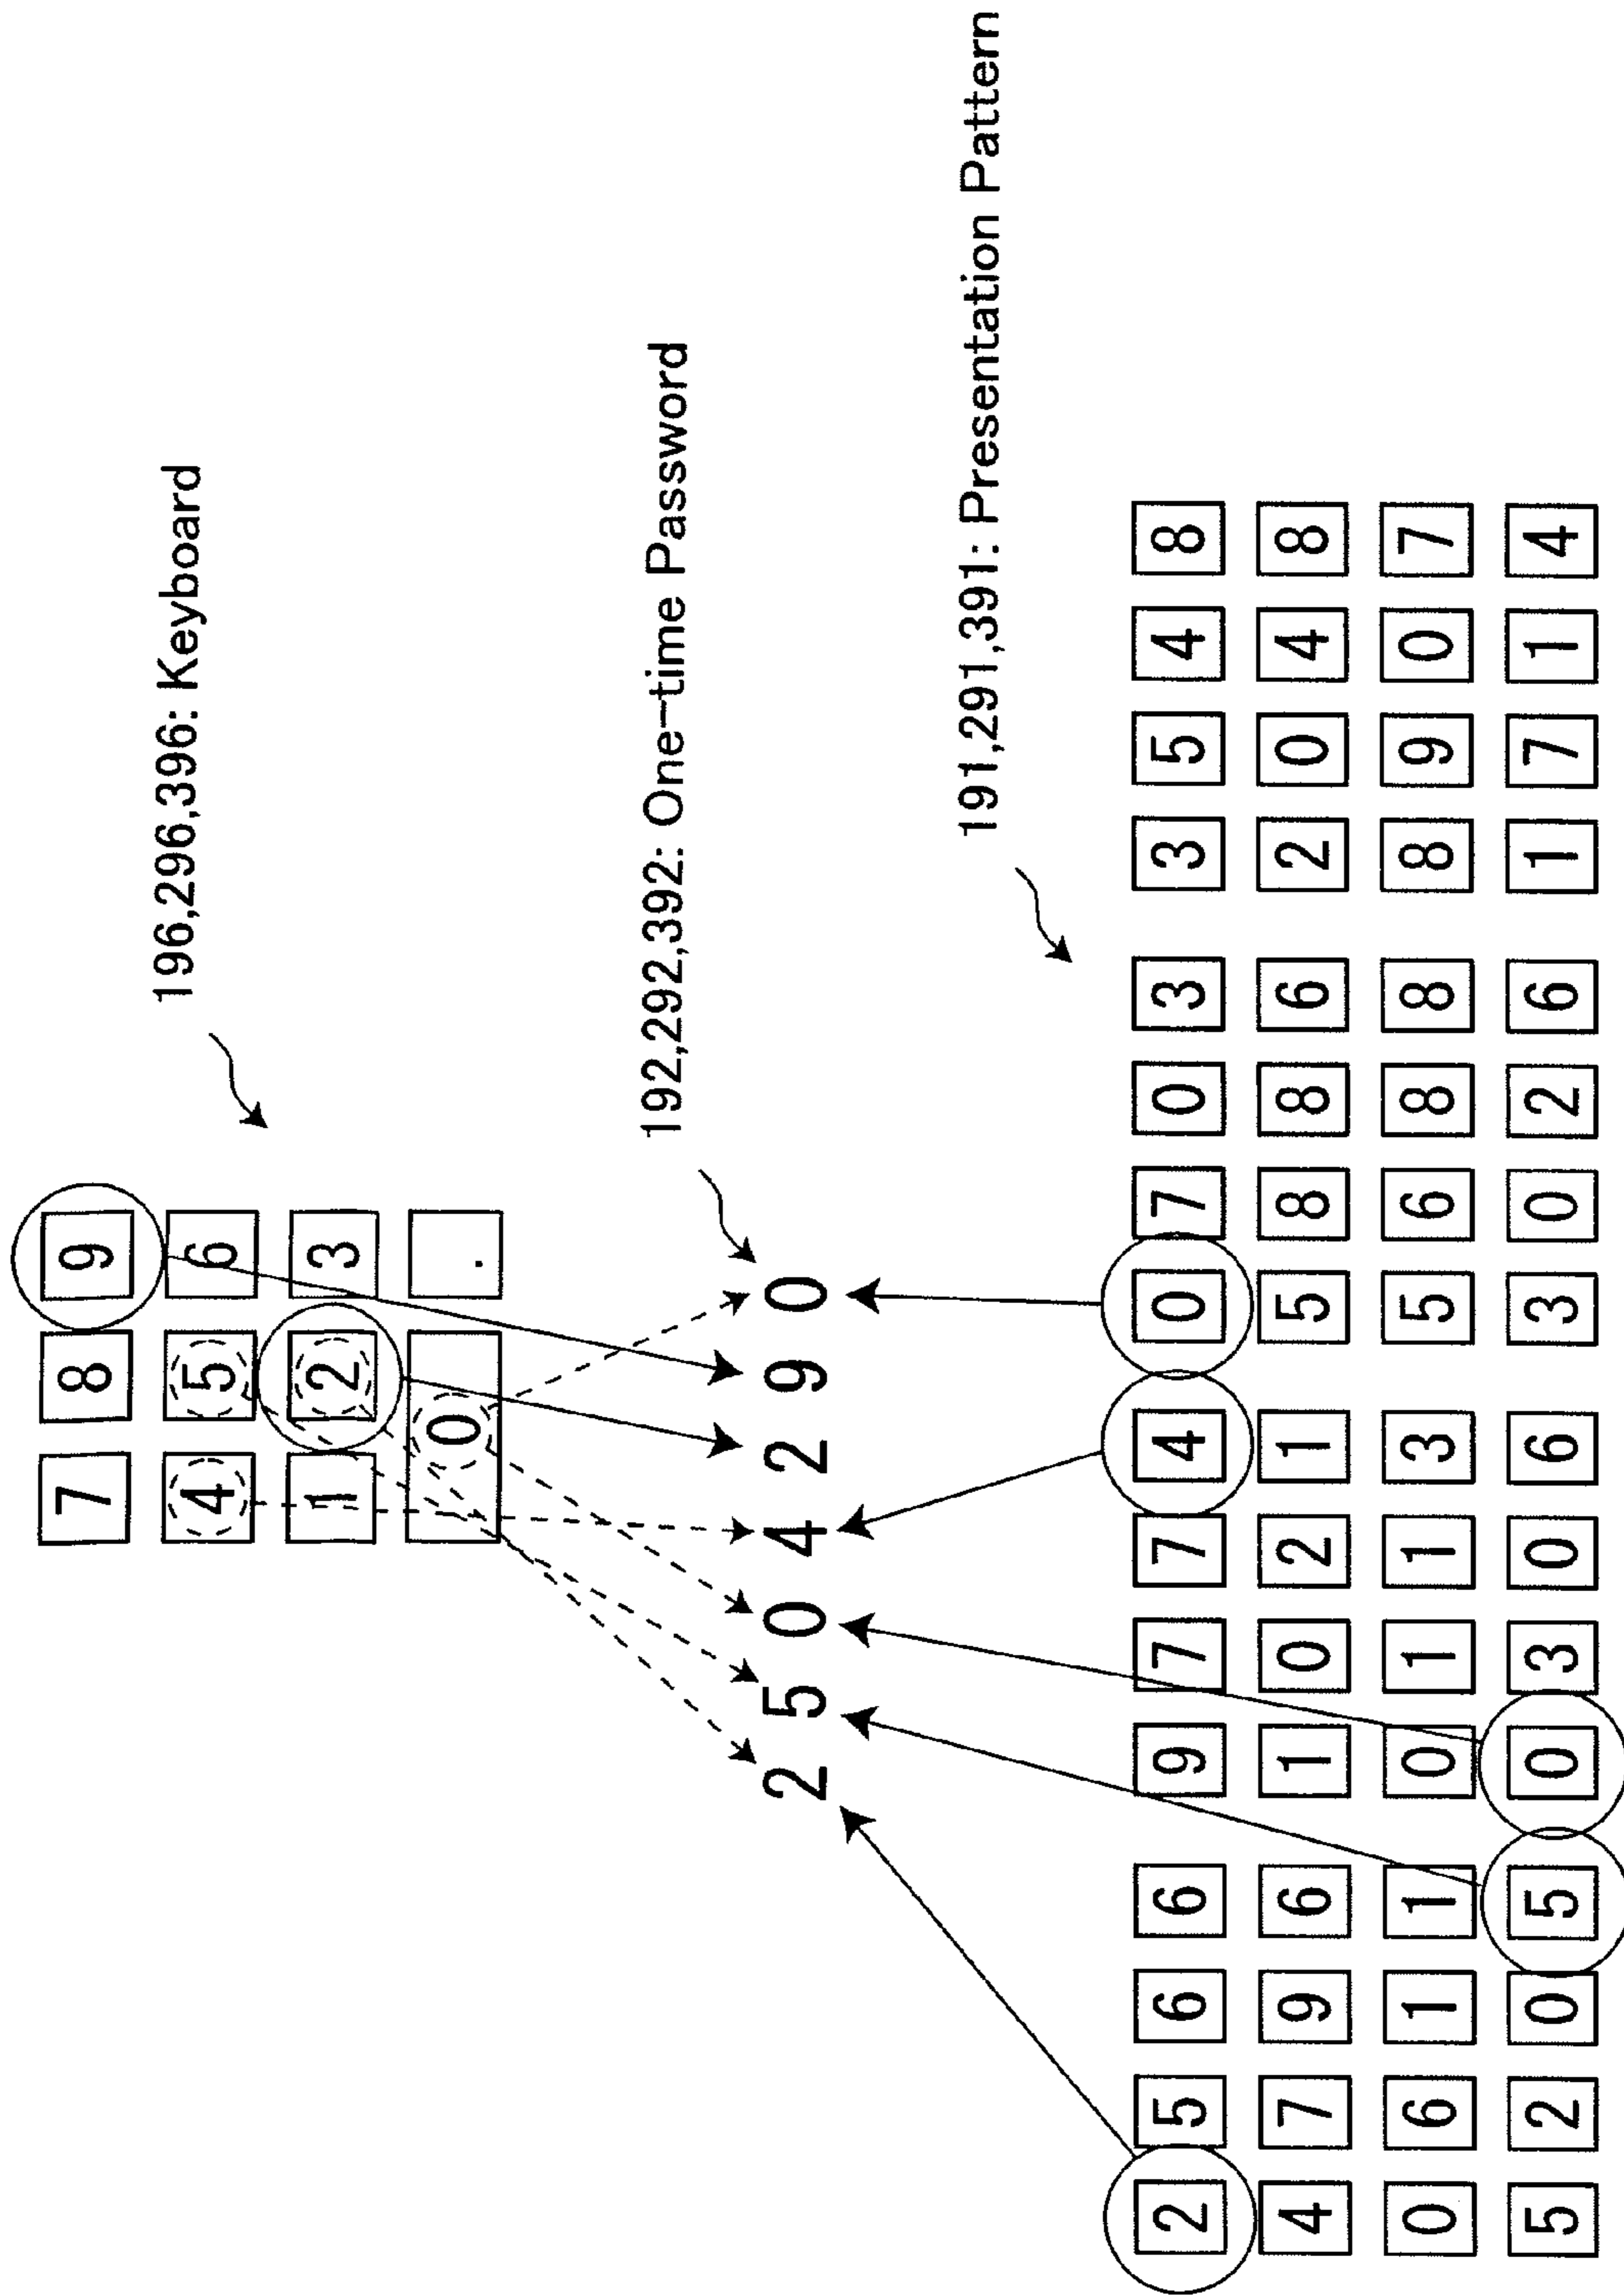 7 8 9
196,296,396: Keyboard
4 5 6
1 2 3
0 .
192,292,392: One-time Password
2 5 0 4 2 9 0
191,291,391: Presentation Pattern
2 5 6 6 9 7 7 4 0 7 0 3 3 5 4 8
4 7 9 6 1 0 2 1 5 8 8 6 2 0 4 8
0 6 1 1 0 1 1 3 5 6 8 8 8 9 0 7
5 2 0 5 0 3 0 6 3 0 2 6 1 7 1 4